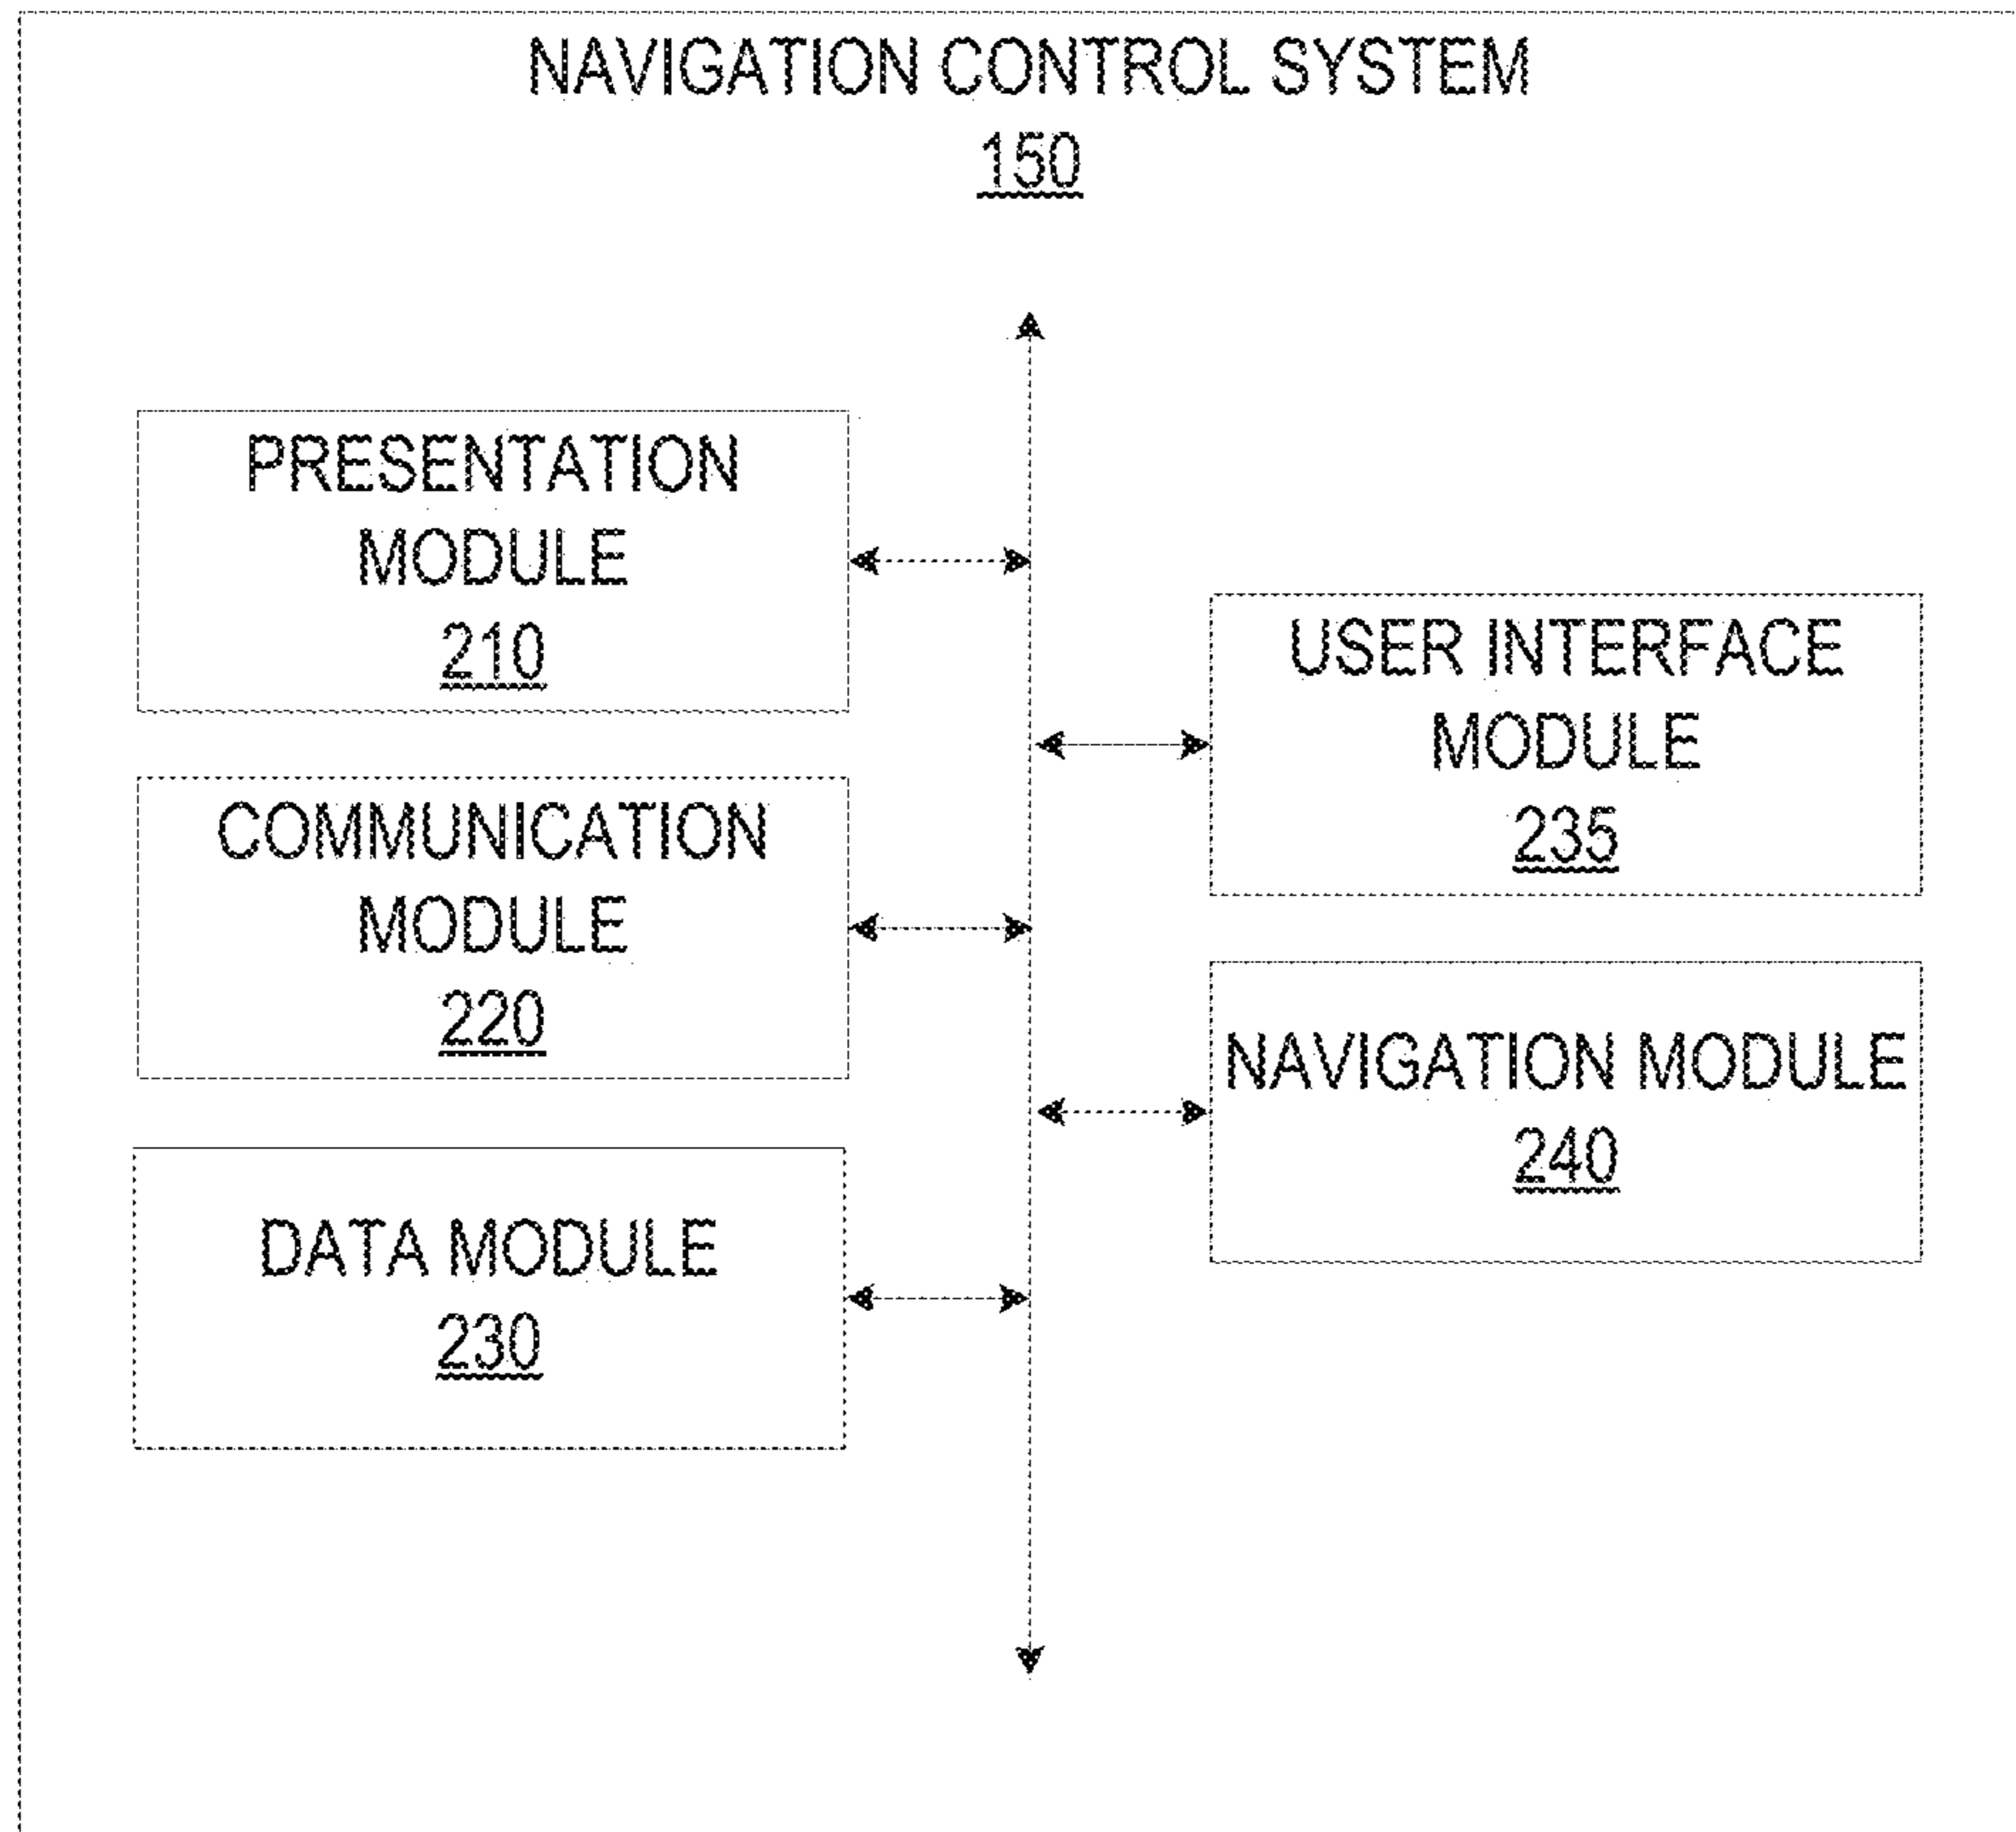 NAVIGATION CONTROL SYSTEM
150
PRESENTATION
MODULE
210
COMMUNICATION
MODULE
220
DATA MODULE
230
USER INTERFACE
MODULE
235
NAVIGATION MODULE
240